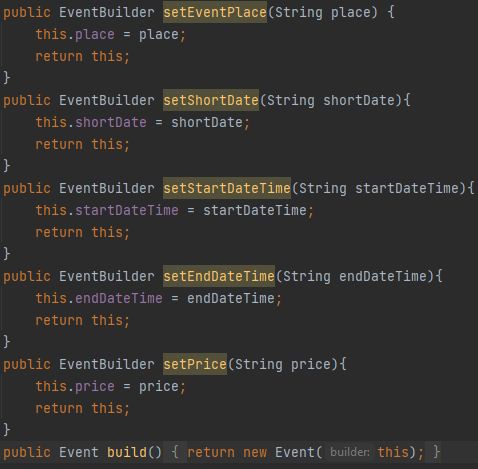 public EventBuilder setEventPlace(String place) {
this.place = place;
return this;
}
public EventBuilder setShortDate(String shortDate){
this.shortDate = shortDate;
return this;
}
public EventBuilder setStartDateTime(String startDateTime){
this.startDateTime = startDateTime;
return this;
}
public EventBuilder setEndDateTime(String endDateTime){
this.endDateTime = endDateTime;
return this;
}
public EventBuilder setPrice(String price){
this.price = price;
return this;
}
public Event build() { return new Event( builder: this); }